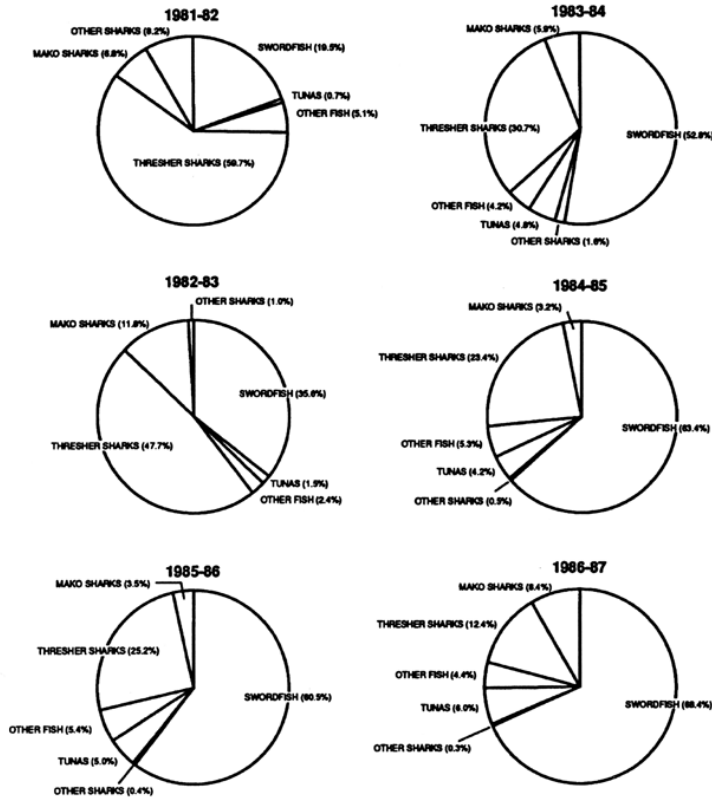 1981-82
OTHER SHARKS (8.2%)
MAKO SHARKS (6.8%)
SWORDFISH (19.5%)
TUNAS (0.7%)
OTHER FISH (5.1%)
THRESHER SHARKS (59.7%)
1983-84
MAKO SHARKS (5.9%)
THRESHER SHARKS (30.7%)
SWORDFISH (52.8%)
OTHER FISH (4.2%)
TUNAS (4.8%)
OTHER SHARKS (1.6%)
1982-83
OTHER SHARKS (1.0%)
MAKO SHARKS (11.8%)
SWORDFISH (35.6%)
THRESHER SHARKS (47.7%)
TUNAS (1.5%)
OTHER FISH (2.4%)
1984-85
MAKO SHARKS (3.2%)
THRESHER SHARKS (23.4%)
SWORDFISH (63.4%)
OTHER FISH (5.3%)
TUNAS (4.2%)
OTHER SHARKS (0.5%)
1985-86
MAKO SHARKS (3.5%)
THRESHER SHARKS (25.2%)
SWORDFISH (60.5%)
OTHER FISH (5.4%)
TUNAS (5.0%)
OTHER SHARKS (0.4%)
1986-87
MAKO SHARKS (8.4%)
THRESHER SHARKS (12.4%)
OTHER FISH (4.4%)
SWORDFISH (68.4%)
TUNAS (6.0%)
OTHER SHARKS (0.3%)